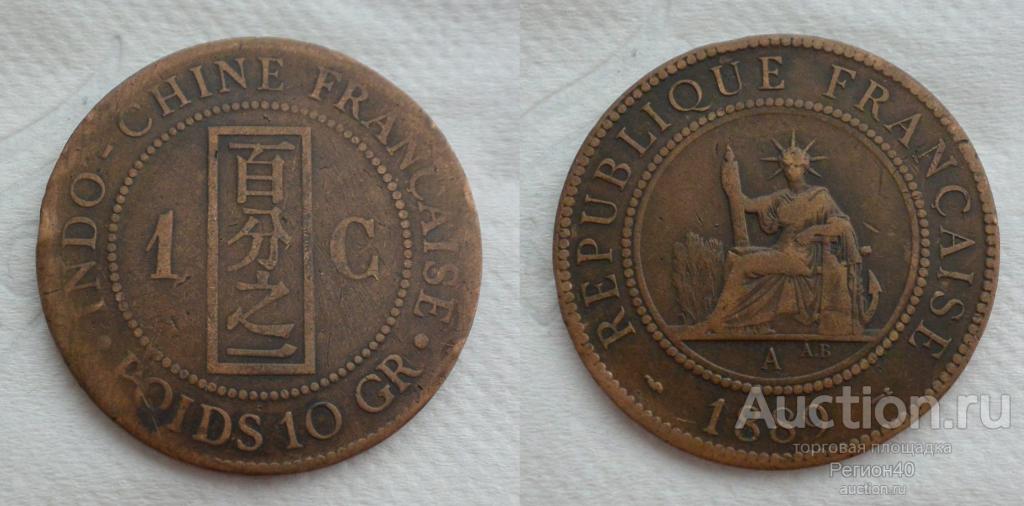 INDO-CHINE FRANÇAISE
百分之一
1 C
POIDS 10 GR
REPUBLIQUE FRANÇAISE
A A.B
Auction.ru
торговая площадка
Регион40
auction.ru